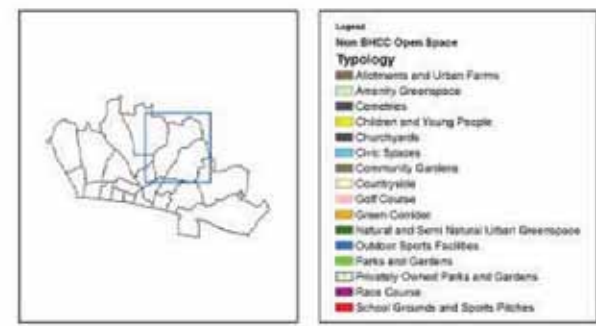 Legend
Non BHCC Open Space
Typology
Allotments and Urban Farms
Amenity Greenspace
Cemetries
Children and Young People
Churchyards
Civic Spaces
Community Gardens
Countryside
Golf Course
Green Corridor
Natural and Semi Natural Urban Greenspace
Outdoor Sports Facilities
Parks and Gardens
Privately Owned Parks and Gardens
Race Course
School Grounds and Sports Pitches